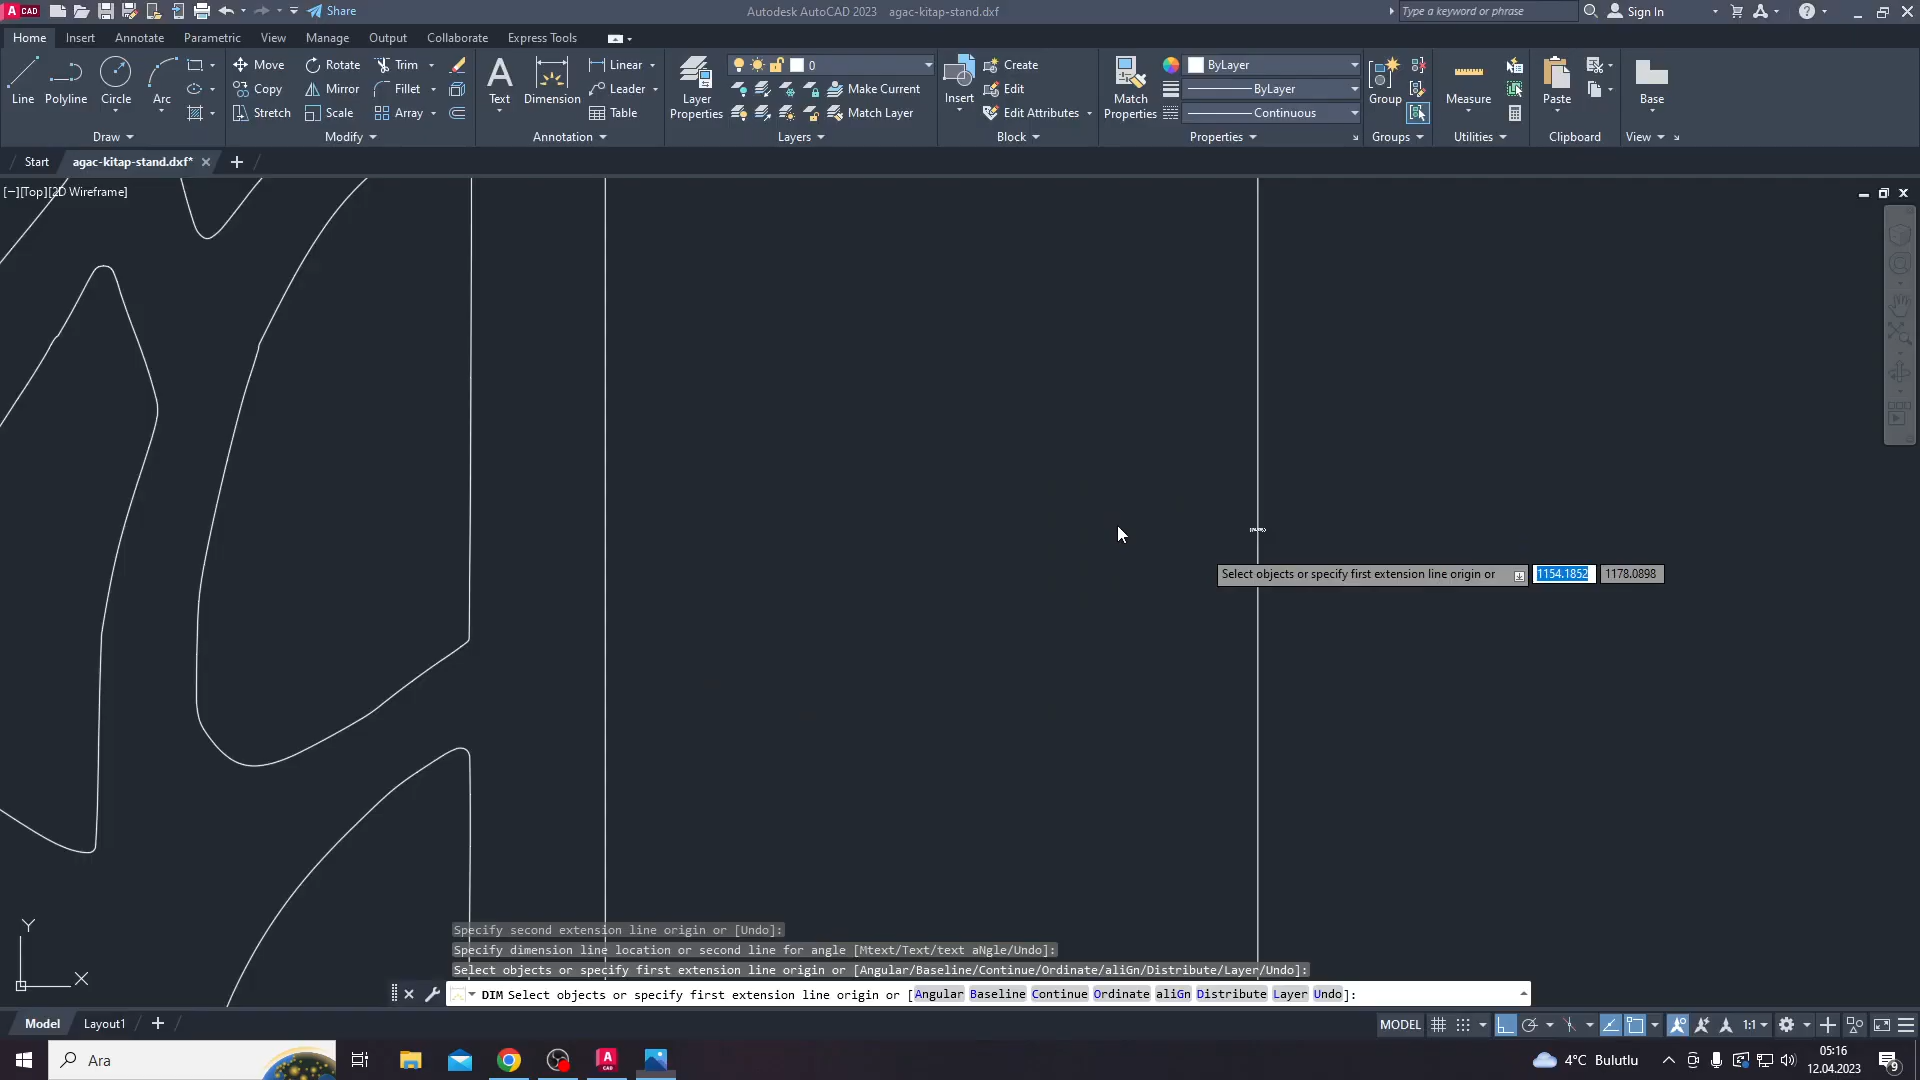 A CAD
Share
Autodesk AutoCAD 2023 agac-kitap-stand.dxf
Type a keyword or phrase
Sign In
Home Insert Annotate Parametric View Manage Output Collaborate Express Tools
Line Polyline Circle Arc
Move Rotate Trim
Copy Mirror Fillet
Stretch Scale Array
Text Dimension
Linear
Leader
Table
Layer Properties
0
Make Current
Match Layer
Insert
Create
Edit
Edit Attributes
Match Properties
ByLayer
ByLayer
Continuous
Group
Measure
Paste
Base
Draw Modify Annotation Layers Block Properties Groups Utilities Clipboard View
Start agac-kitap-stand.dxf*
[−][Top][2D Wireframe]
Select objects or specify first extension line origin or 1154.1852 1178.0898
Y
X
Specify second extension line origin or [Undo]:
Specify dimension line location or second line for angle [Mtext/Text/text aNgle/Undo]:
Select objects or specify first extension line origin or [Angular/Baseline/Continue/Ordinate/aliGn/Distribute/Layer/Undo]:
DIM Select objects or specify first extension line origin or [Angular Baseline Continue Ordinate aliGn Distribute Layer Undo]:
Model Layout1
MODEL 1:1
Ara
4°C Bulutlu
05:16
12.04.2023
9